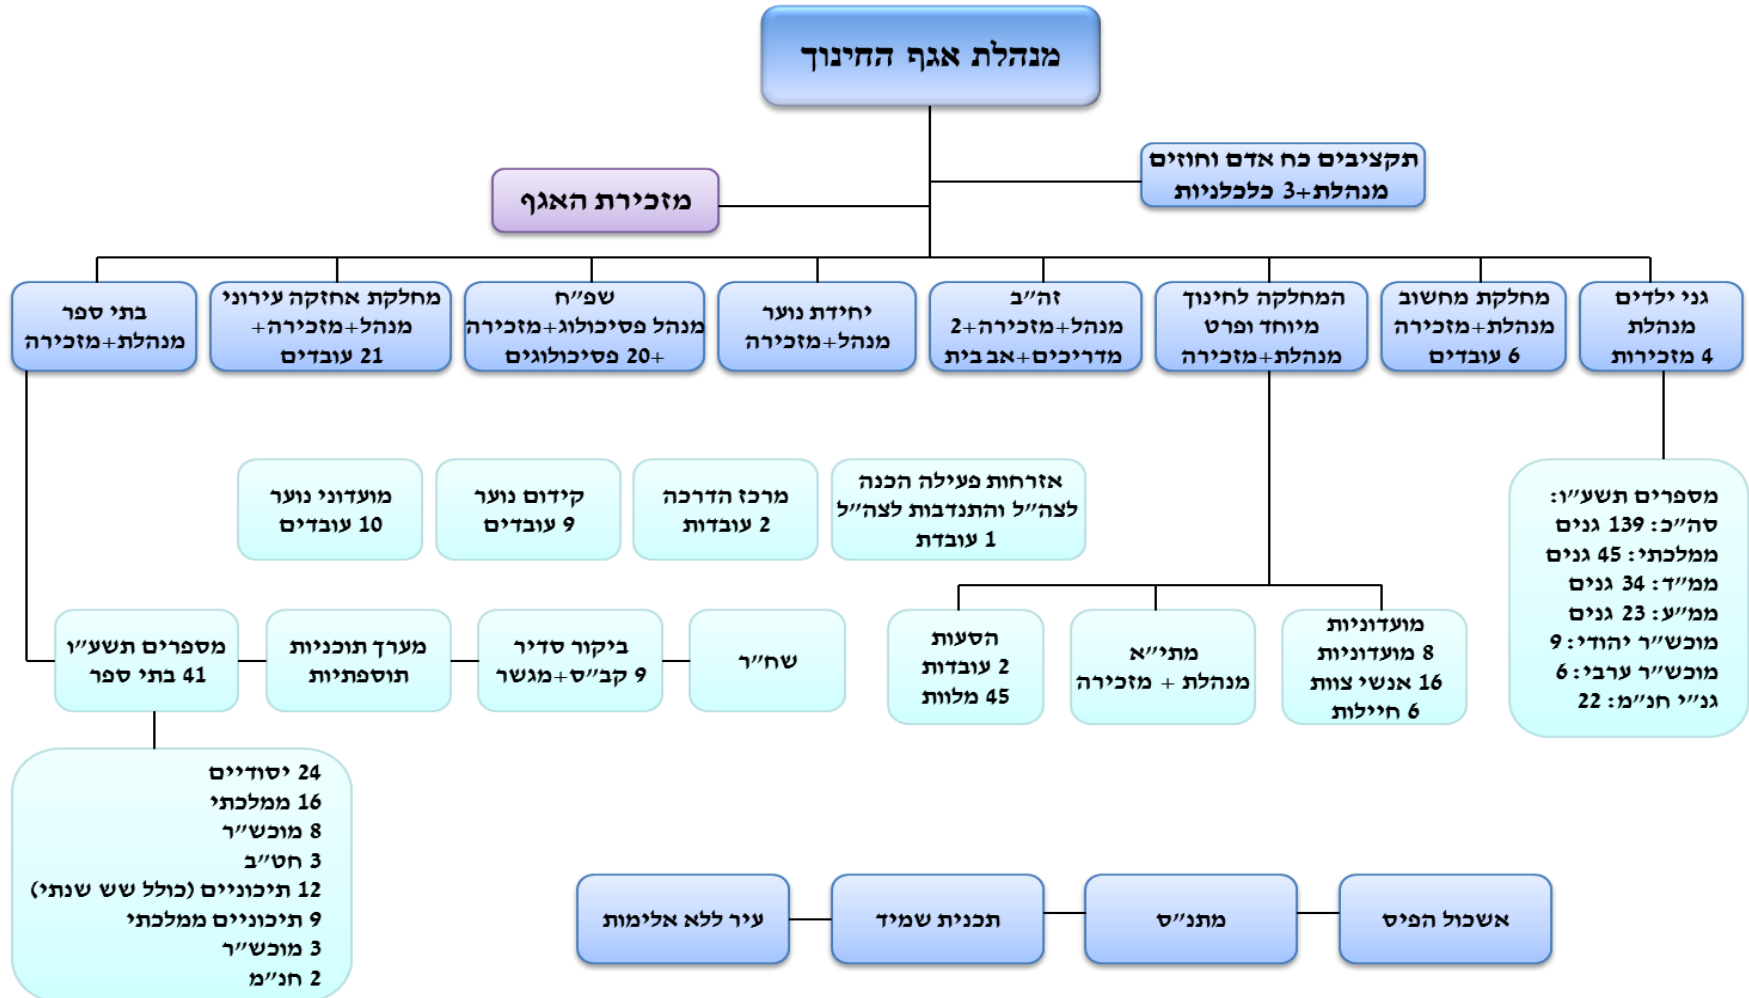 מנהלת אגף החינוך
תקציבים כח אדם וחוזים
מנהלת+3 כלכלניות
מזכירת האגף
גני ילדים
מנהלת
4 מזכירות
מחלקת מחשוב
מנהלת+מזכירה
6 עובדים
המחלקה לחינוך
מיוחד ופרט
מנהלת+מזכירה
זה"ב
מנהל+מזכירה+2
מדריכים+אב בית
יחידת נוער
מנהל+מזכירה
שפ"ח
מנהל פסיכולוג+מזכירה
+20 פסיכולוגים
מחלקת אחזקה עירוני
מנהל+מזכירה+
21 עובדים
בתי ספר
מנהלת+מזכירה
אזרחות פעילה הכנה
לצה"ל והתנדבות לצה"ל
1 עובדת
מרכז הדרכה
2 עובדות
קידום נוער
9 עובדים
מועדוני נוער
10 עובדים
מספרים תשע"ו:
סה"כ: 139 גנים
ממלכתי: 45 גנים
ממ"ד: 34 גנים
ממ"ע: 23 גנים
מוכש"ר יהודי: 9
מוכש"ר ערבי: 6
גנ"י חנ"מ: 22
מועדוניות
8 מועדוניות
16 אנשי צוות
6 חיילות
מתי"א
מנהלת + מזכירה
הסעות
2 עובדות
45 מלוות
שח"ר
ביקור סדיר
9 קב"ס+מגשר
מערך תוכניות
תוספתיות
מספרים תשע"ו
41 בתי ספר
24 יסודיים
16 ממלכתי
8 מוכש"ר
3 חט"ב
12 תיכוניים (כולל שש שנתי)
9 תיכוניים ממלכתי
3 מוכש"ר
2 חנ"מ
אשכול הפיס
מתנ"ס
תכנית שמיד
עיר ללא אלימות